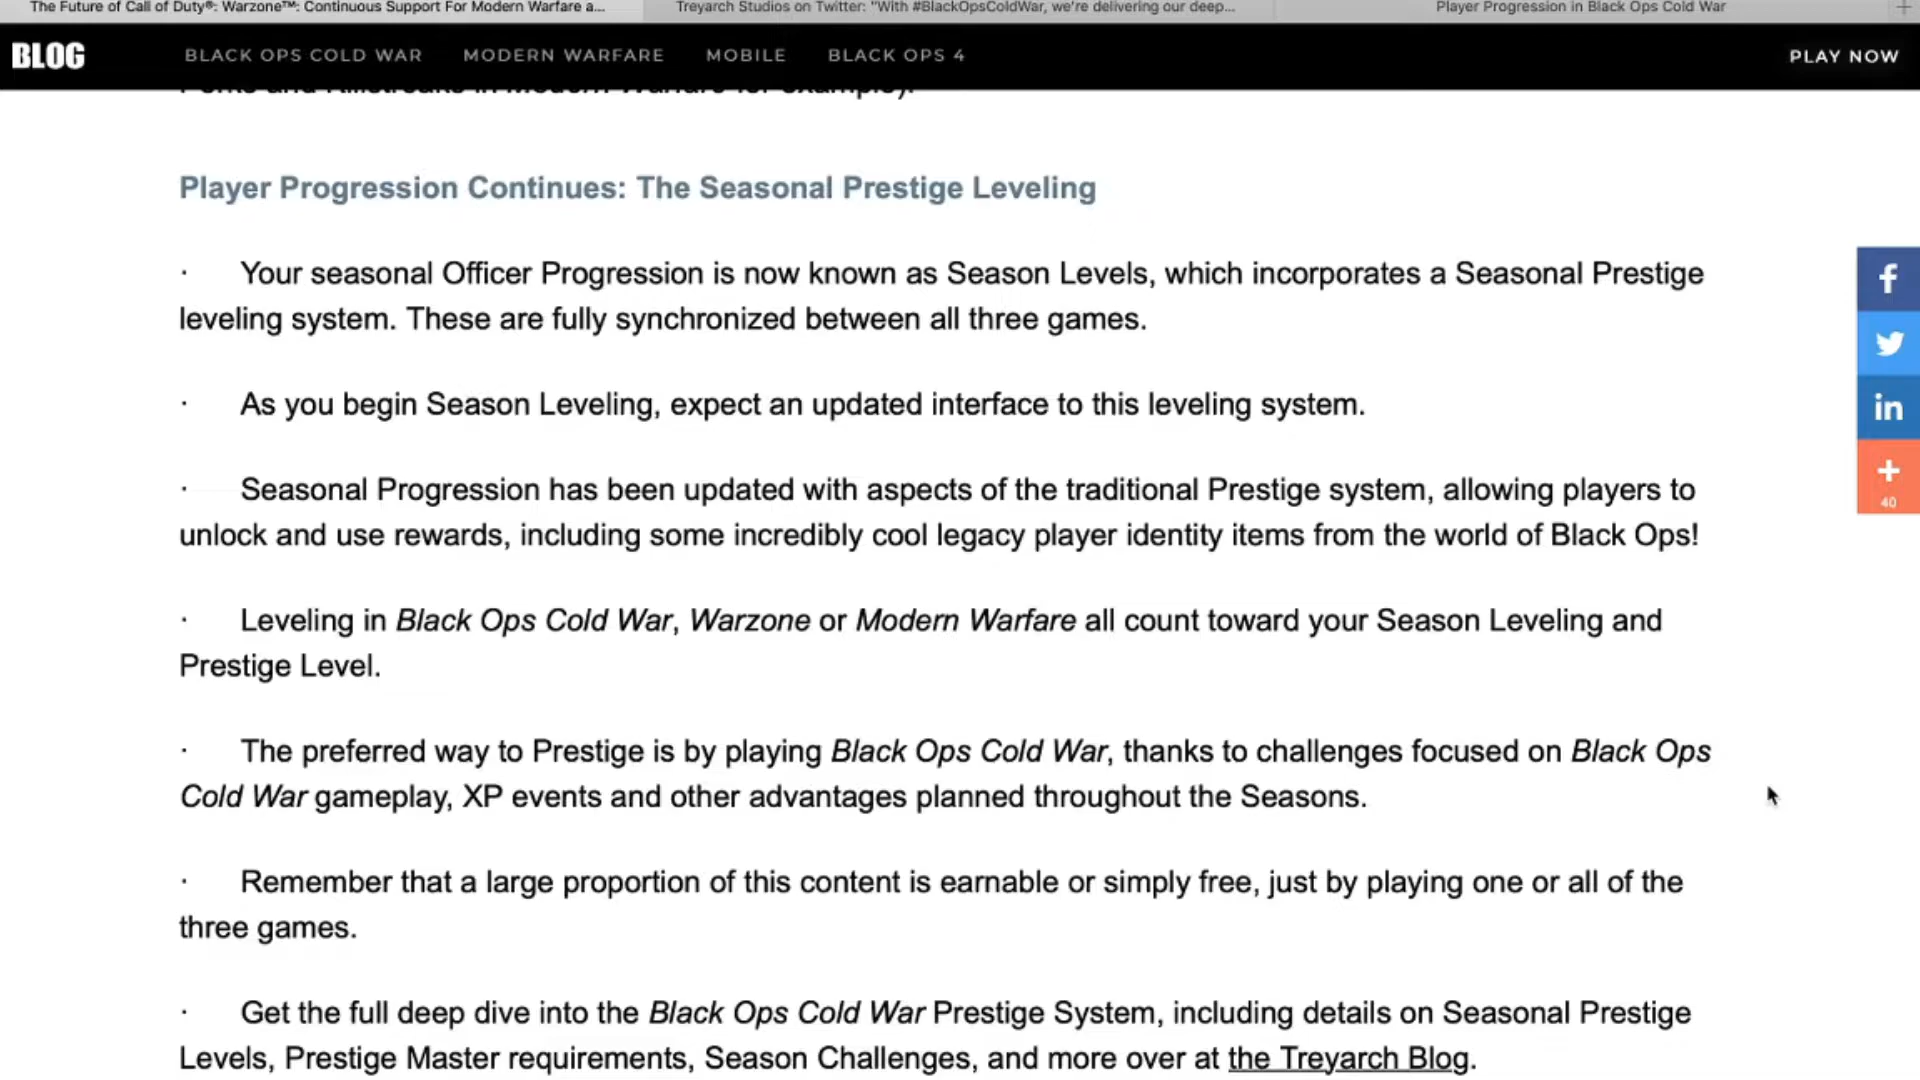 The Future of Call of Duty®: Warzone™: Continuous Support For Modern Warfare a...
Treyarch Studios on Twitter: "With #BlackOpsColdWar, we're delivering our deep...
Player Progression in Black Ops Cold War
BLOG
BLACK OPS COLD WAR
MODERN WARFARE
MOBILE
BLACK OPS 4
PLAY NOW
Perks and Killstreaks in Modern Warfare for example).
Player Progression Continues: The Seasonal Prestige Leveling
· Your seasonal Officer Progression is now known as Season Levels, which incorporates a Seasonal Prestige
leveling system. These are fully synchronized between all three games.
· As you begin Season Leveling, expect an updated interface to this leveling system.
· Seasonal Progression has been updated with aspects of the traditional Prestige system, allowing players to
unlock and use rewards, including some incredibly cool legacy player identity items from the world of Black Ops!
· Leveling in Black Ops Cold War, Warzone or Modern Warfare all count toward your Season Leveling and
Prestige Level.
· The preferred way to Prestige is by playing Black Ops Cold War, thanks to challenges focused on Black Ops
Cold War gameplay, XP events and other advantages planned throughout the Seasons.
· Remember that a large proportion of this content is earnable or simply free, just by playing one or all of the
three games.
· Get the full deep dive into the Black Ops Cold War Prestige System, including details on Seasonal Prestige
Levels, Prestige Master requirements, Season Challenges, and more over at the Treyarch Blog.
f
in
+
40